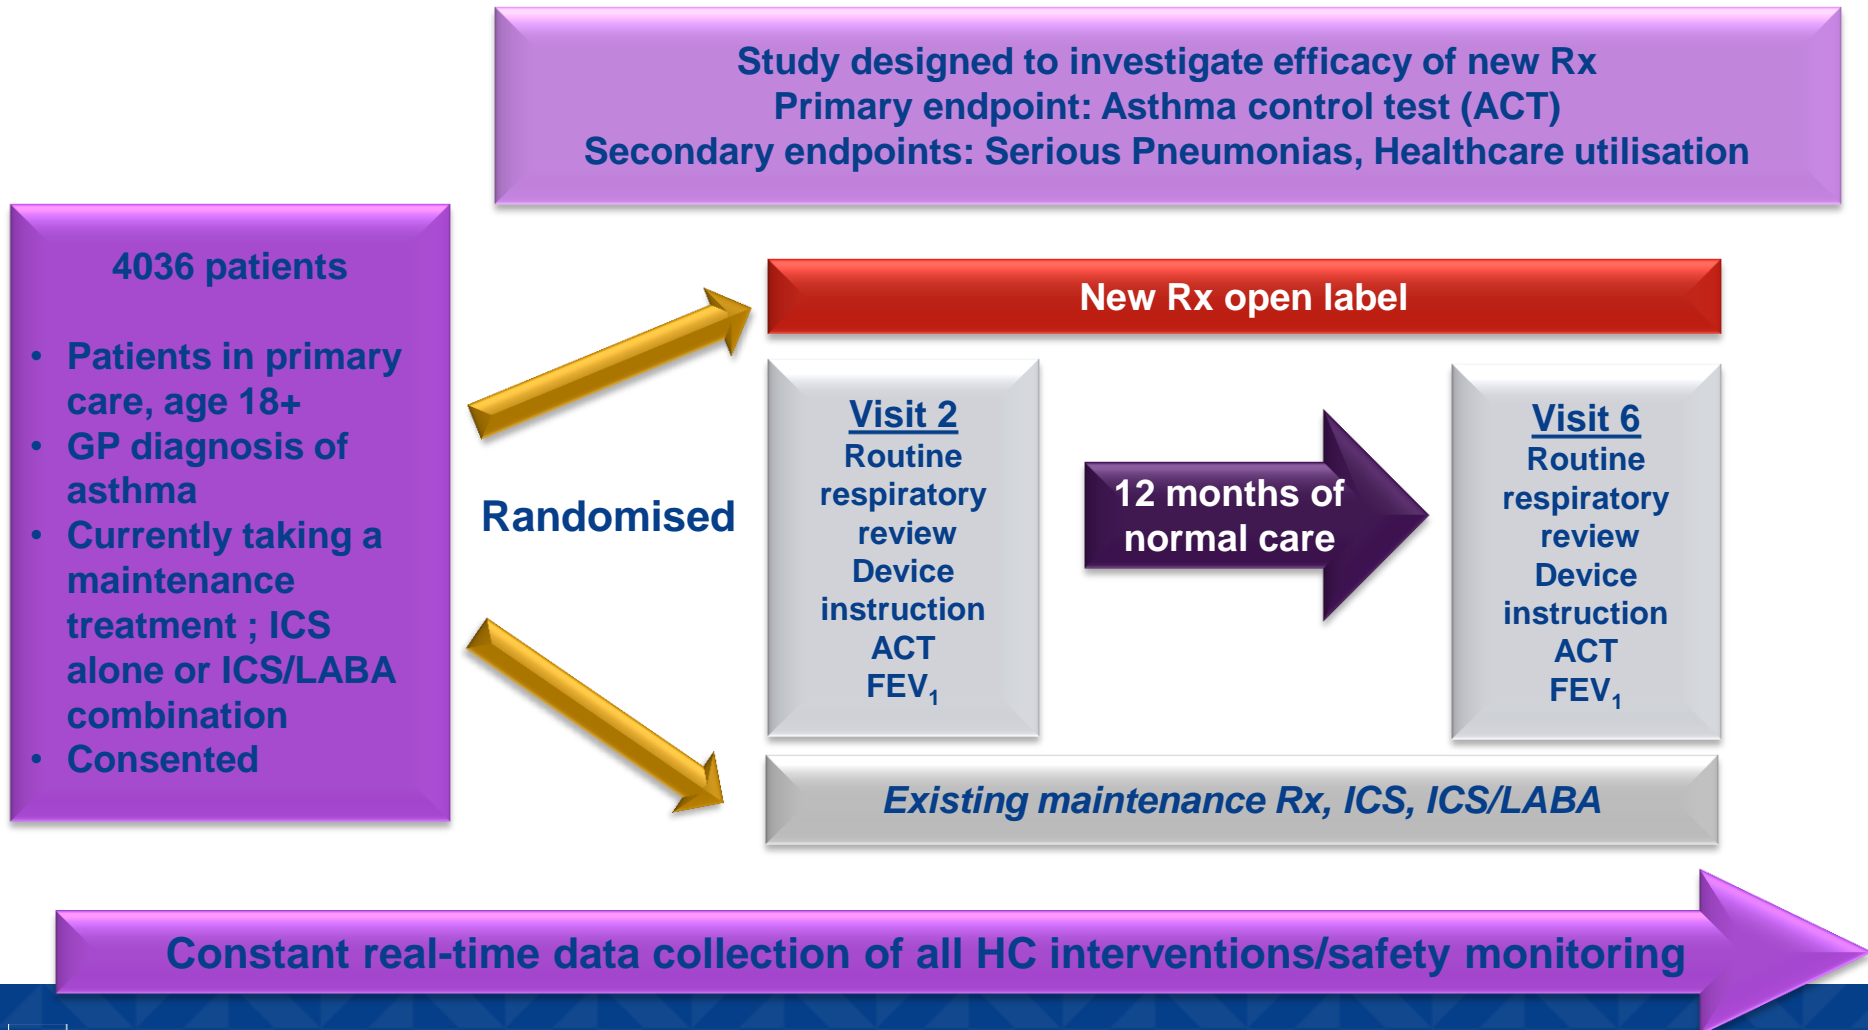 Study designed to investigate efficacy of new Rx
Primary endpoint: Asthma control test (ACT)
Secondary endpoints: Serious Pneumonias, Healthcare utilisation
4036 patients
• Patients in primary
care, age 18+
• GP diagnosis of
asthma
• Currently taking a
maintenance
treatment ; ICS
alone or ICS/LABA
combination
• Consented
Randomised
New Rx open label
Visit 2
Routine
respiratory
review
Device
instruction
ACT
FEV₁
12 months of
normal care
Visit 6
Routine
respiratory
review
Device
instruction
ACT
FEV₁
Existing maintenance Rx, ICS, ICS/LABA
Constant real-time data collection of all HC interventions/safety monitoring